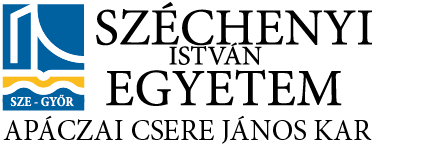 SZÉCHENYI
ISTVÁN
EGYETEM
SZE - GYŐR
APÁCZAI CSERE JÁNOS KAR